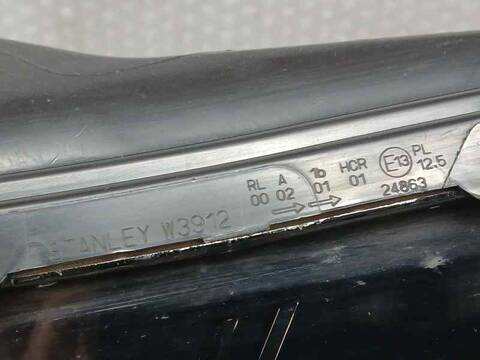 RL A 1b HCR E13 PL
00 02 01 01 12.5
24863
STANLEY W3912